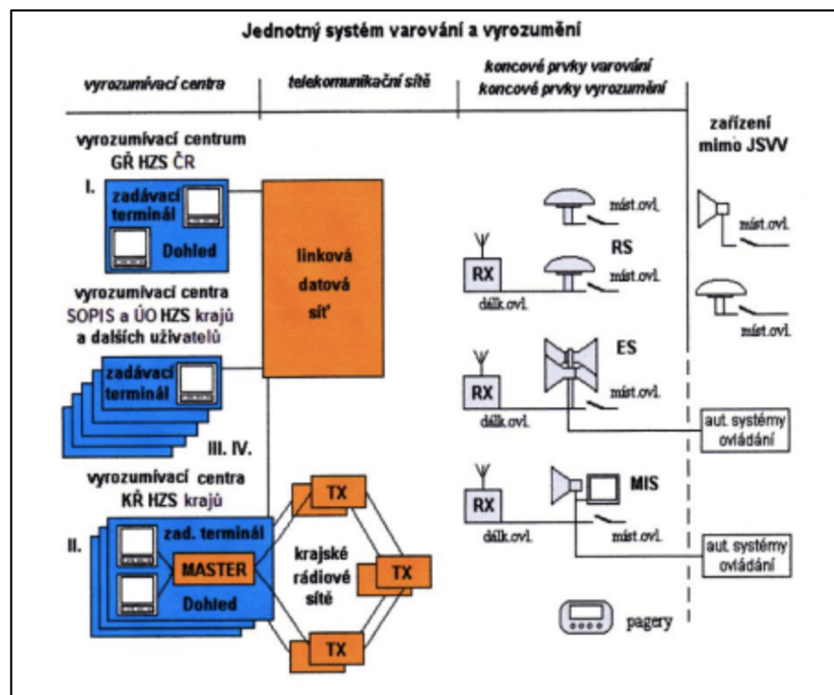 Jednotný systém varování a vyrozumění
vyrozumívací centra
telekomunikační sítě
koncové prvky varování
koncové prvky vyrozumění
zařízení
mimo JSVV
vyrozumívací centrum
GŘ HZS ČR
I.
zadávací
terminál
Dohled
vyrozumívací centra
SOPIS a ÚO HZS krajů
a dalších uživatelů
zadávací
terminál
III. IV.
vyrozumívací centra
KŘ HZS krajů
II.
zad. terminál
MASTER
Dohled
linková
datová
síť
TX
TX
TX
krajské
rádiové
sítě
míst.ovl.
RS
RX
míst.ovl.
dálk.ovl.
ES
RX
míst.ovl.
dálk.ovl.
MIS
RX
míst.ovl.
dálk.ovl.
pagery
míst.ovl.
míst.ovl.
aut. systémy
ovládání
aut. systémy
ovládání